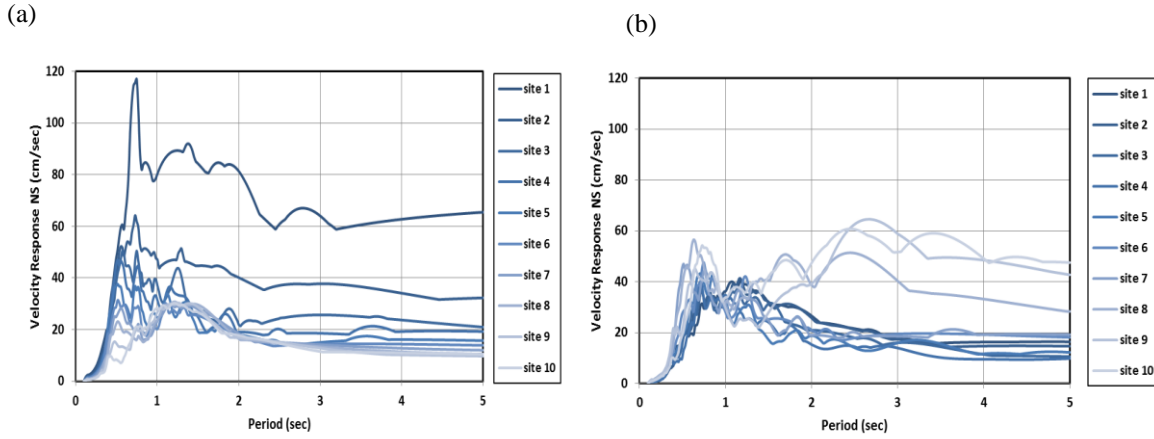 (a)
Velocity Response NS (cm/sec)
120
100
80
60
40
20
0
0 1 2 3 4 5
Period (sec)
site 1
site 2
site 3
site 4
site 5
site 6
site 7
site 8
site 9
site 10
(b)
Velocity Response NS (cm/sec)
120
100
80
60
40
20
0
0 1 2 3 4 5
Period (sec)
site 1
site 2
site 3
site 4
site 5
site 6
site 7
site 8
site 9
site 10